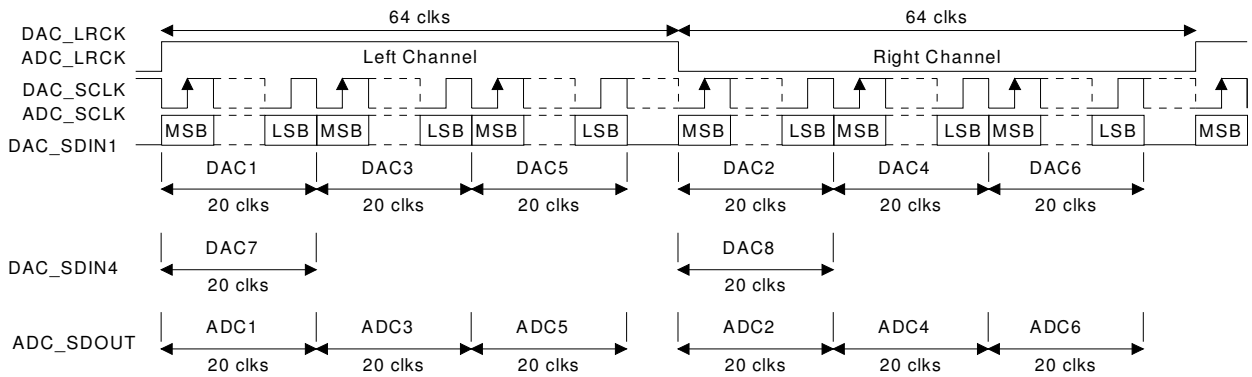 64 clks 64 clks
DAC_LRCK
ADC_LRCK Left Channel Right Channel
DAC_SCLK
ADC_SCLK
DAC_SDIN1 MSB LSB MSB LSB MSB LSB MSB LSB MSB LSB MSB LSB MSB
DAC1 DAC3 DAC5 DAC2 DAC4 DAC6
20 clks 20 clks 20 clks 20 clks 20 clks 20 clks
DAC7 DAC8
DAC_SDIN4
20 clks 20 clks
ADC1 ADC3 ADC5 ADC2 ADC4 ADC6
ADC_SDOUT
20 clks 20 clks 20 clks 20 clks 20 clks 20 clks